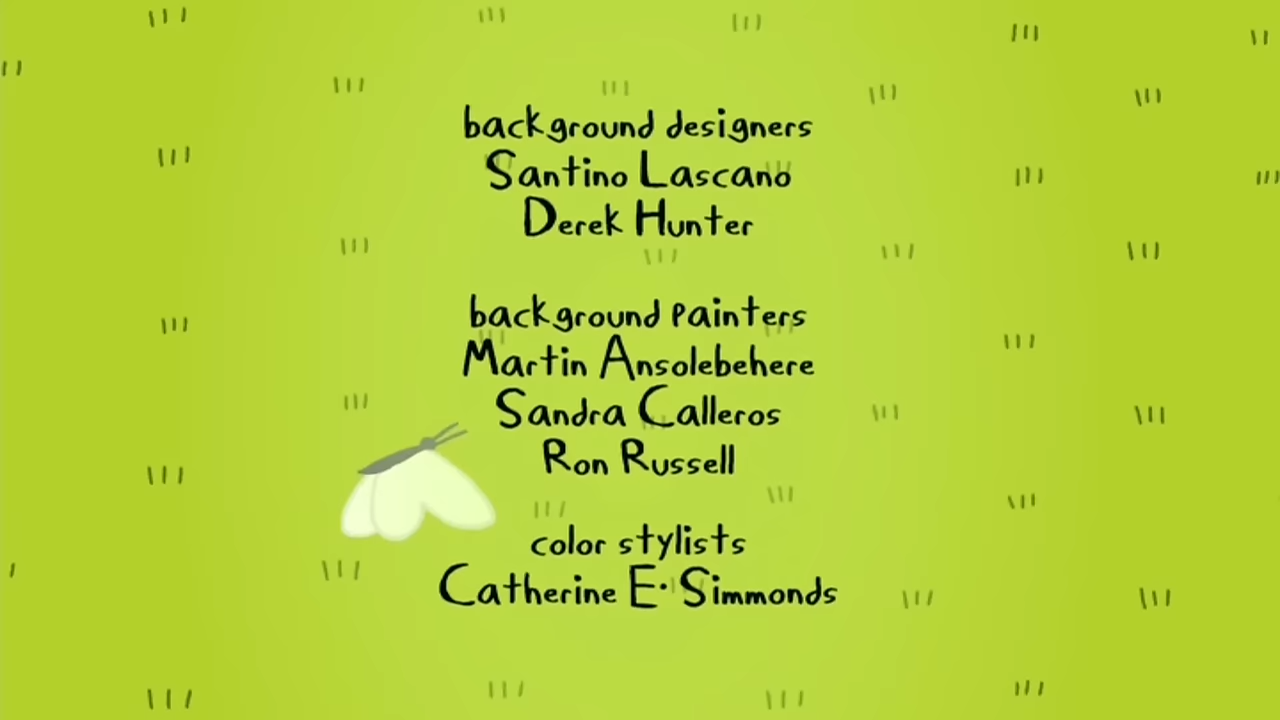 background designers
Santino Lascano
Derek Hunter
background painters
Martin Ansolebehere
Sandra Calleros
Ron Russell
color stylists
Catherine E. Simmonds